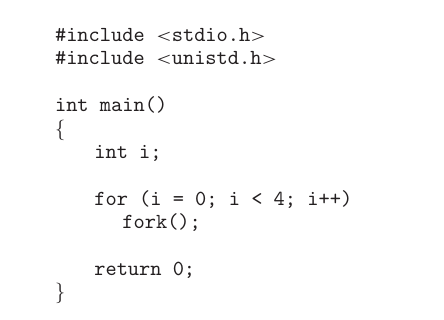 #include <stdio.h>
#include <unistd.h>
int main()
{
int i;
for (i = 0; i < 4; i++)
fork();
return 0;
}